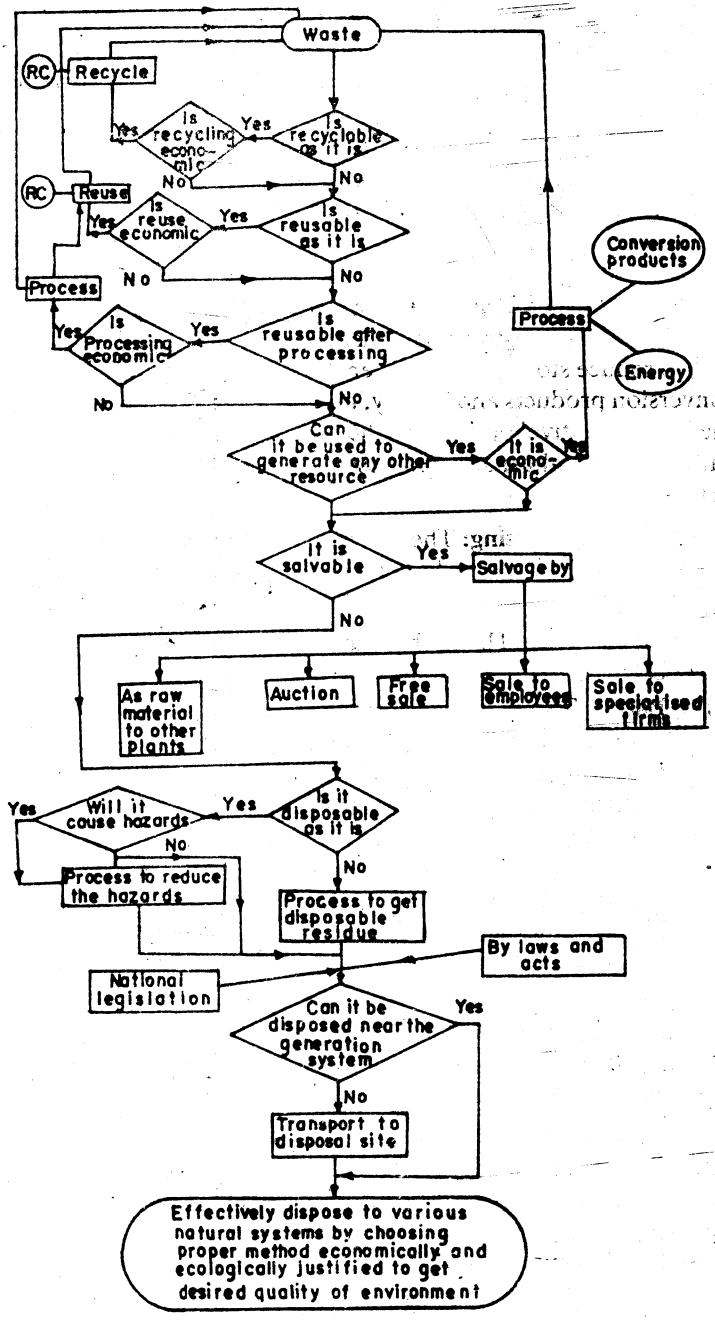 Waste
RC
Recycle
Is
recycling
econo-
mic
Yes
Yes
Is
recyclable
as it is
No
No
RC
Reuse
Is
reuse
economic
Yes
Yes
Is
reusable
as it is
No
No
Process
Is
Processing
economic
Yes
Yes
Is
reusable after
processing
No
No
Conversion
products
Process
Energy
Can
it be used to
generate any other
resource
Yes
It is
econo-
mic
Yes
It is
salvable
Yes
Salvage by
No
As raw
material
to other
plants
Auction
Free
sale
Sale to
employees
Sale to
specialised
firms
Yes
Will it
cause hazards
Yes
Is it
disposable
as it is
No
No
Process to reduce
the hazards
Process to get
disposable
residue
By laws and
acts
National
legislation
Can it be
disposed near the
generation
system
Yes
No
Transport to
disposal site
Effectively dispose to various
natural systems by choosing
proper method economically and
ecologically justified to get
desired quality of environment